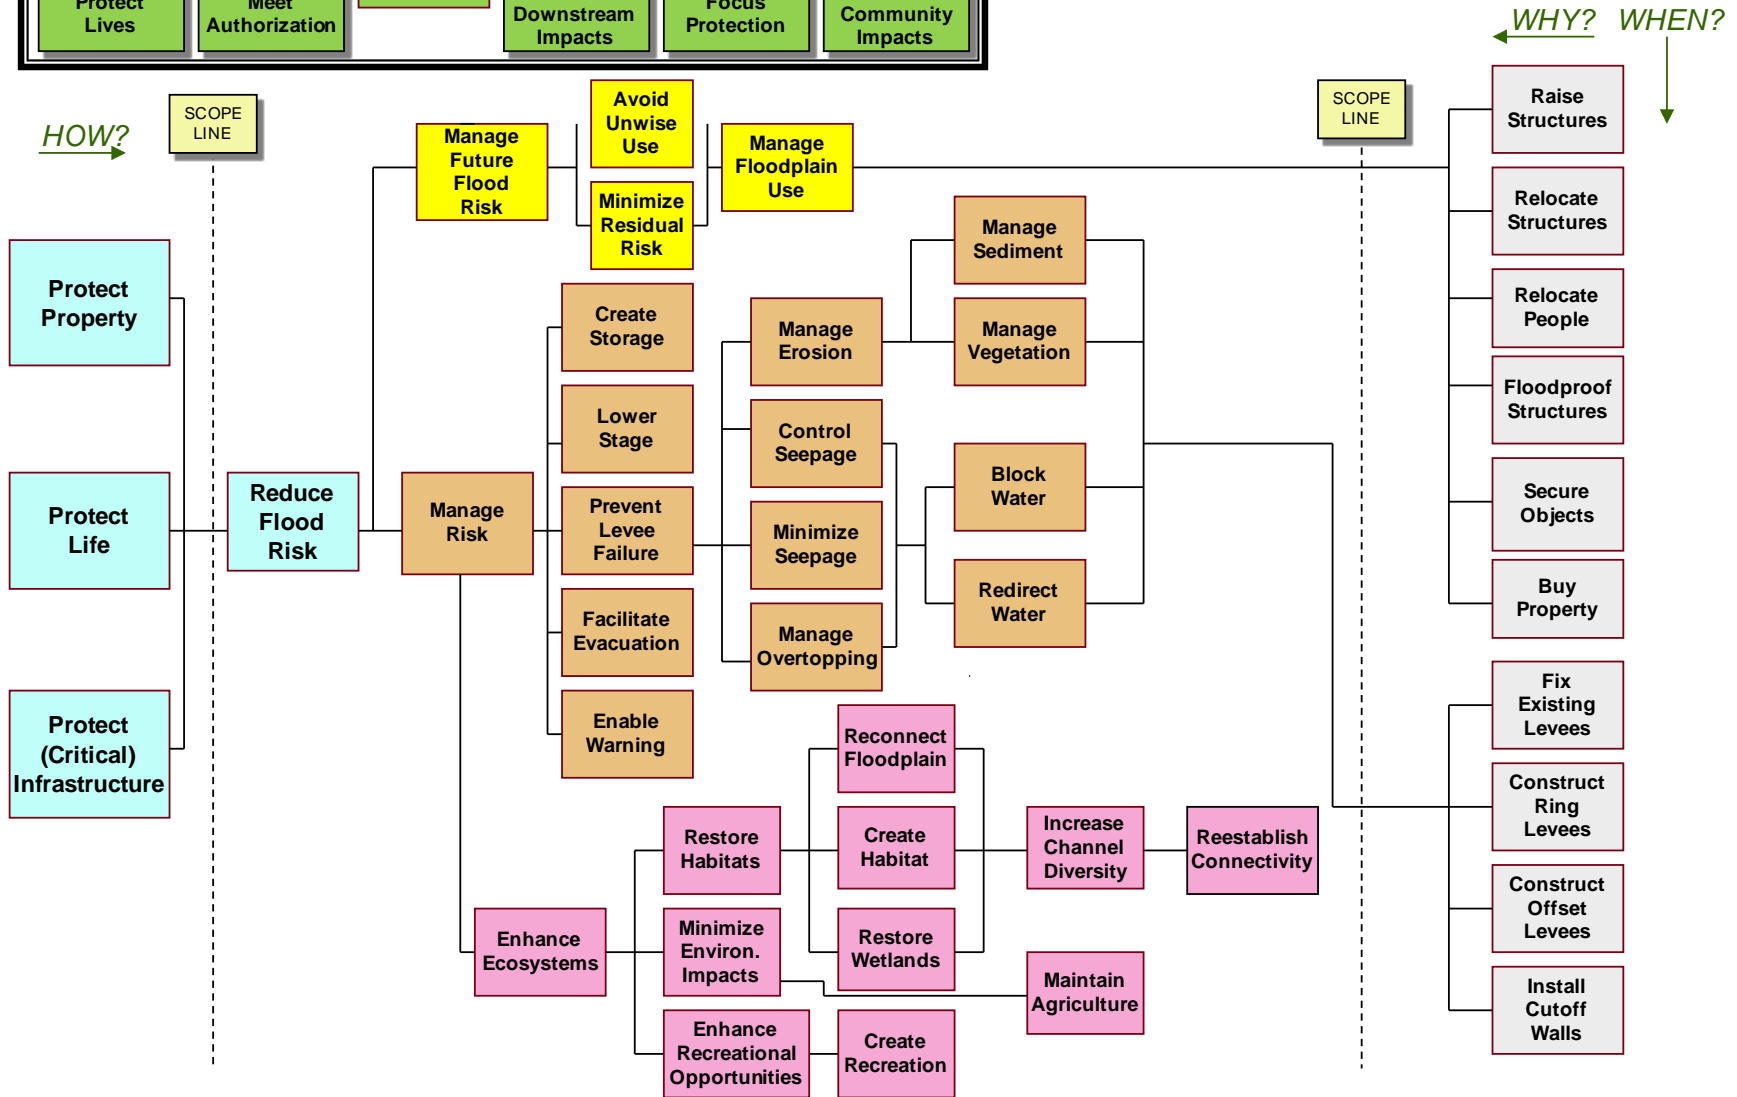 Protect
Lives
Meet
Authorization
Downstream
Impacts
Focus
Protection
Community
Impacts
WHY?
WHEN?
HOW?
SCOPE
LINE
SCOPE
LINE
Protect
Property
Protect
Life
Protect
(Critical)
Infrastructure
Reduce
Flood
Risk
Manage
Future
Flood
Risk
Avoid
Unwise
Use
Minimize
Residual
Risk
Manage
Floodplain
Use
Manage
Risk
Create
Storage
Lower
Stage
Prevent
Levee
Failure
Facilitate
Evacuation
Enable
Warning
Manage
Erosion
Control
Seepage
Minimize
Seepage
Manage
Overtopping
Manage
Sediment
Manage
Vegetation
Block
Water
Redirect
Water
Enhance
Ecosystems
Restore
Habitats
Minimize
Environ.
Impacts
Enhance
Recreational
Opportunities
Reconnect
Floodplain
Create
Habitat
Restore
Wetlands
Create
Recreation
Increase
Channel
Diversity
Maintain
Agriculture
Reestablish
Connectivity
Raise
Structures
Relocate
Structures
Relocate
People
Floodproof
Structures
Secure
Objects
Buy
Property
Fix
Existing
Levees
Construct
Ring
Levees
Construct
Offset
Levees
Install
Cutoff
Walls